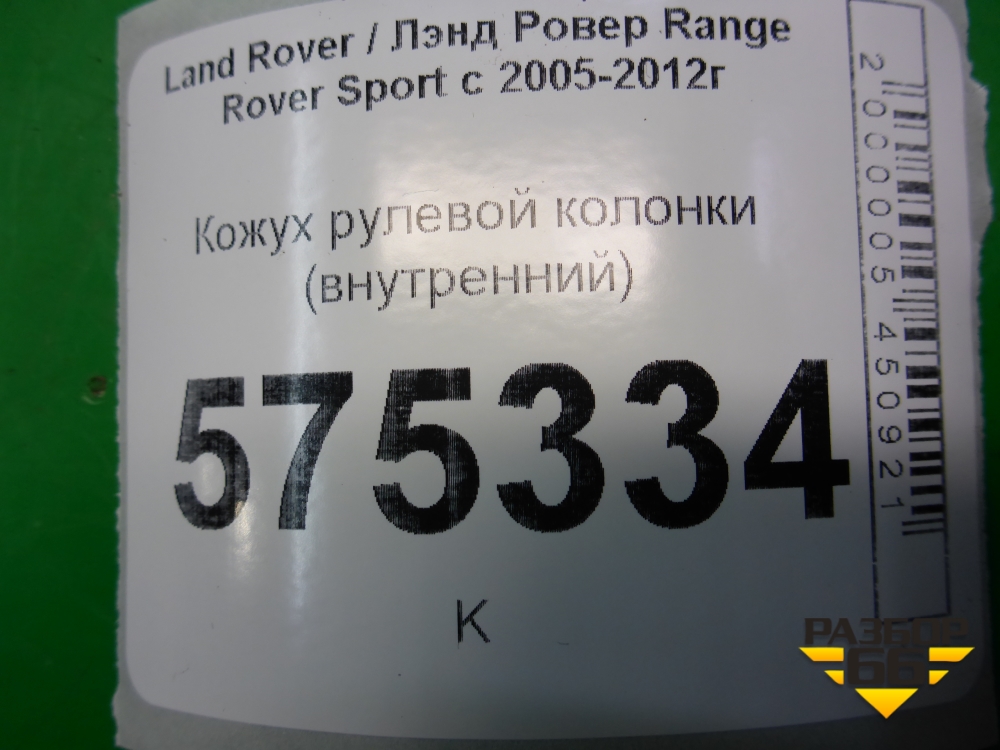 Land Rover / Лэнд Ровер Range
Rover Sport с 2005-2012г
Кожух рулевой колонки
(внутренний)
575334
К
2000005450921
РАЗБОР
66